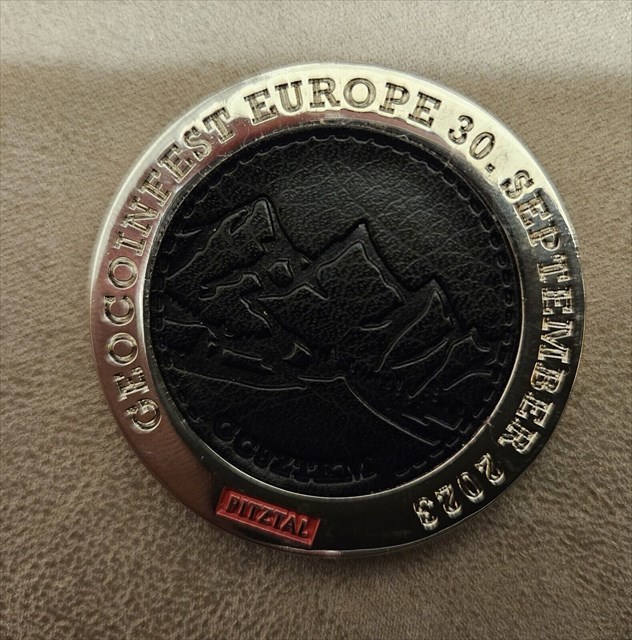 GEOCOINFEST EUROPE 30. SEPTEMBER 2023
PITZTAL